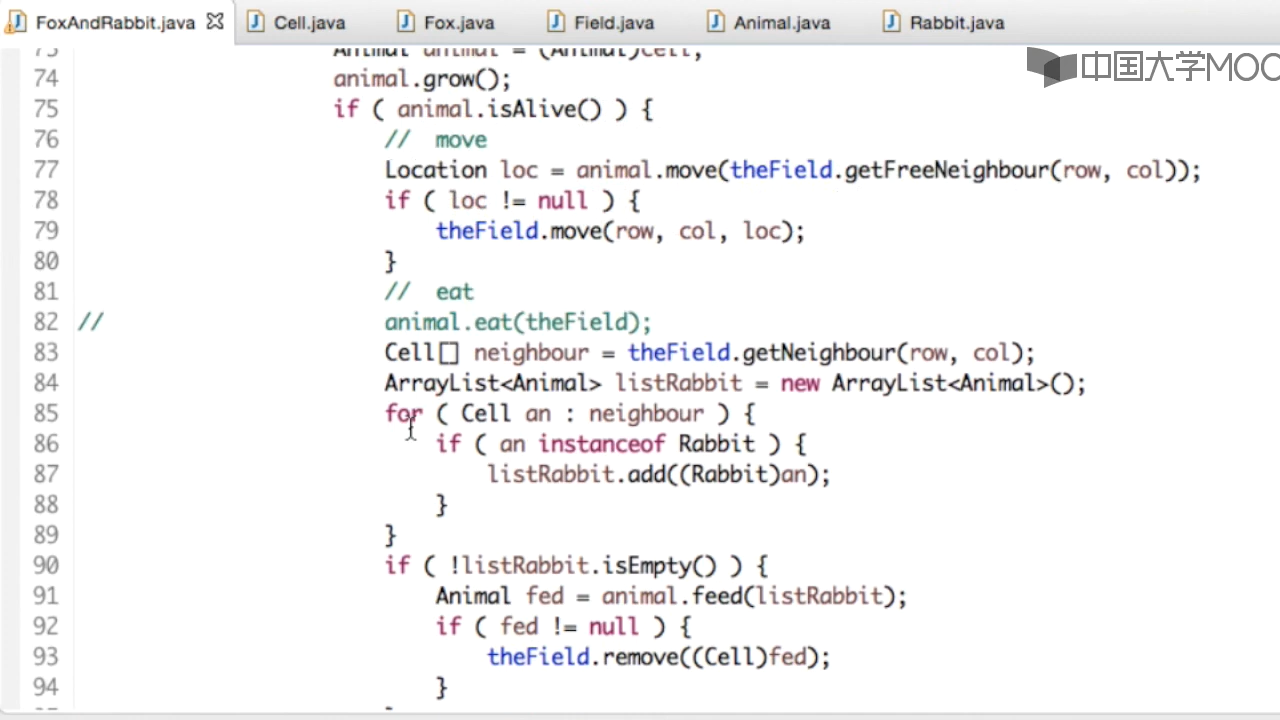 FoxAndRabbit.java Cell.java Fox.java Field.java Animal.java Rabbit.java
中国大学MOO
73 Animal animal = (Animal)cell;
74 animal.grow();
75 if ( animal.isAlive() ) {
76 // move
77 Location loc = animal.move(theField.getFreeNeighbour(row, col));
78 if ( loc != null ) {
79 theField.move(row, col, loc);
80 }
81 // eat
82 // animal.eat(theField);
83 Cell[] neighbour = theField.getNeighbour(row, col);
84 ArrayList<Animal> listRabbit = new ArrayList<Animal>();
85 for ( Cell an : neighbour ) {
86 if ( an instanceof Rabbit ) {
87 listRabbit.add((Rabbit)an);
88 }
89 }
90 if ( !listRabbit.isEmpty() ) {
91 Animal fed = animal.feed(listRabbit);
92 if ( fed != null ) {
93 theField.remove((Cell)fed);
94 }